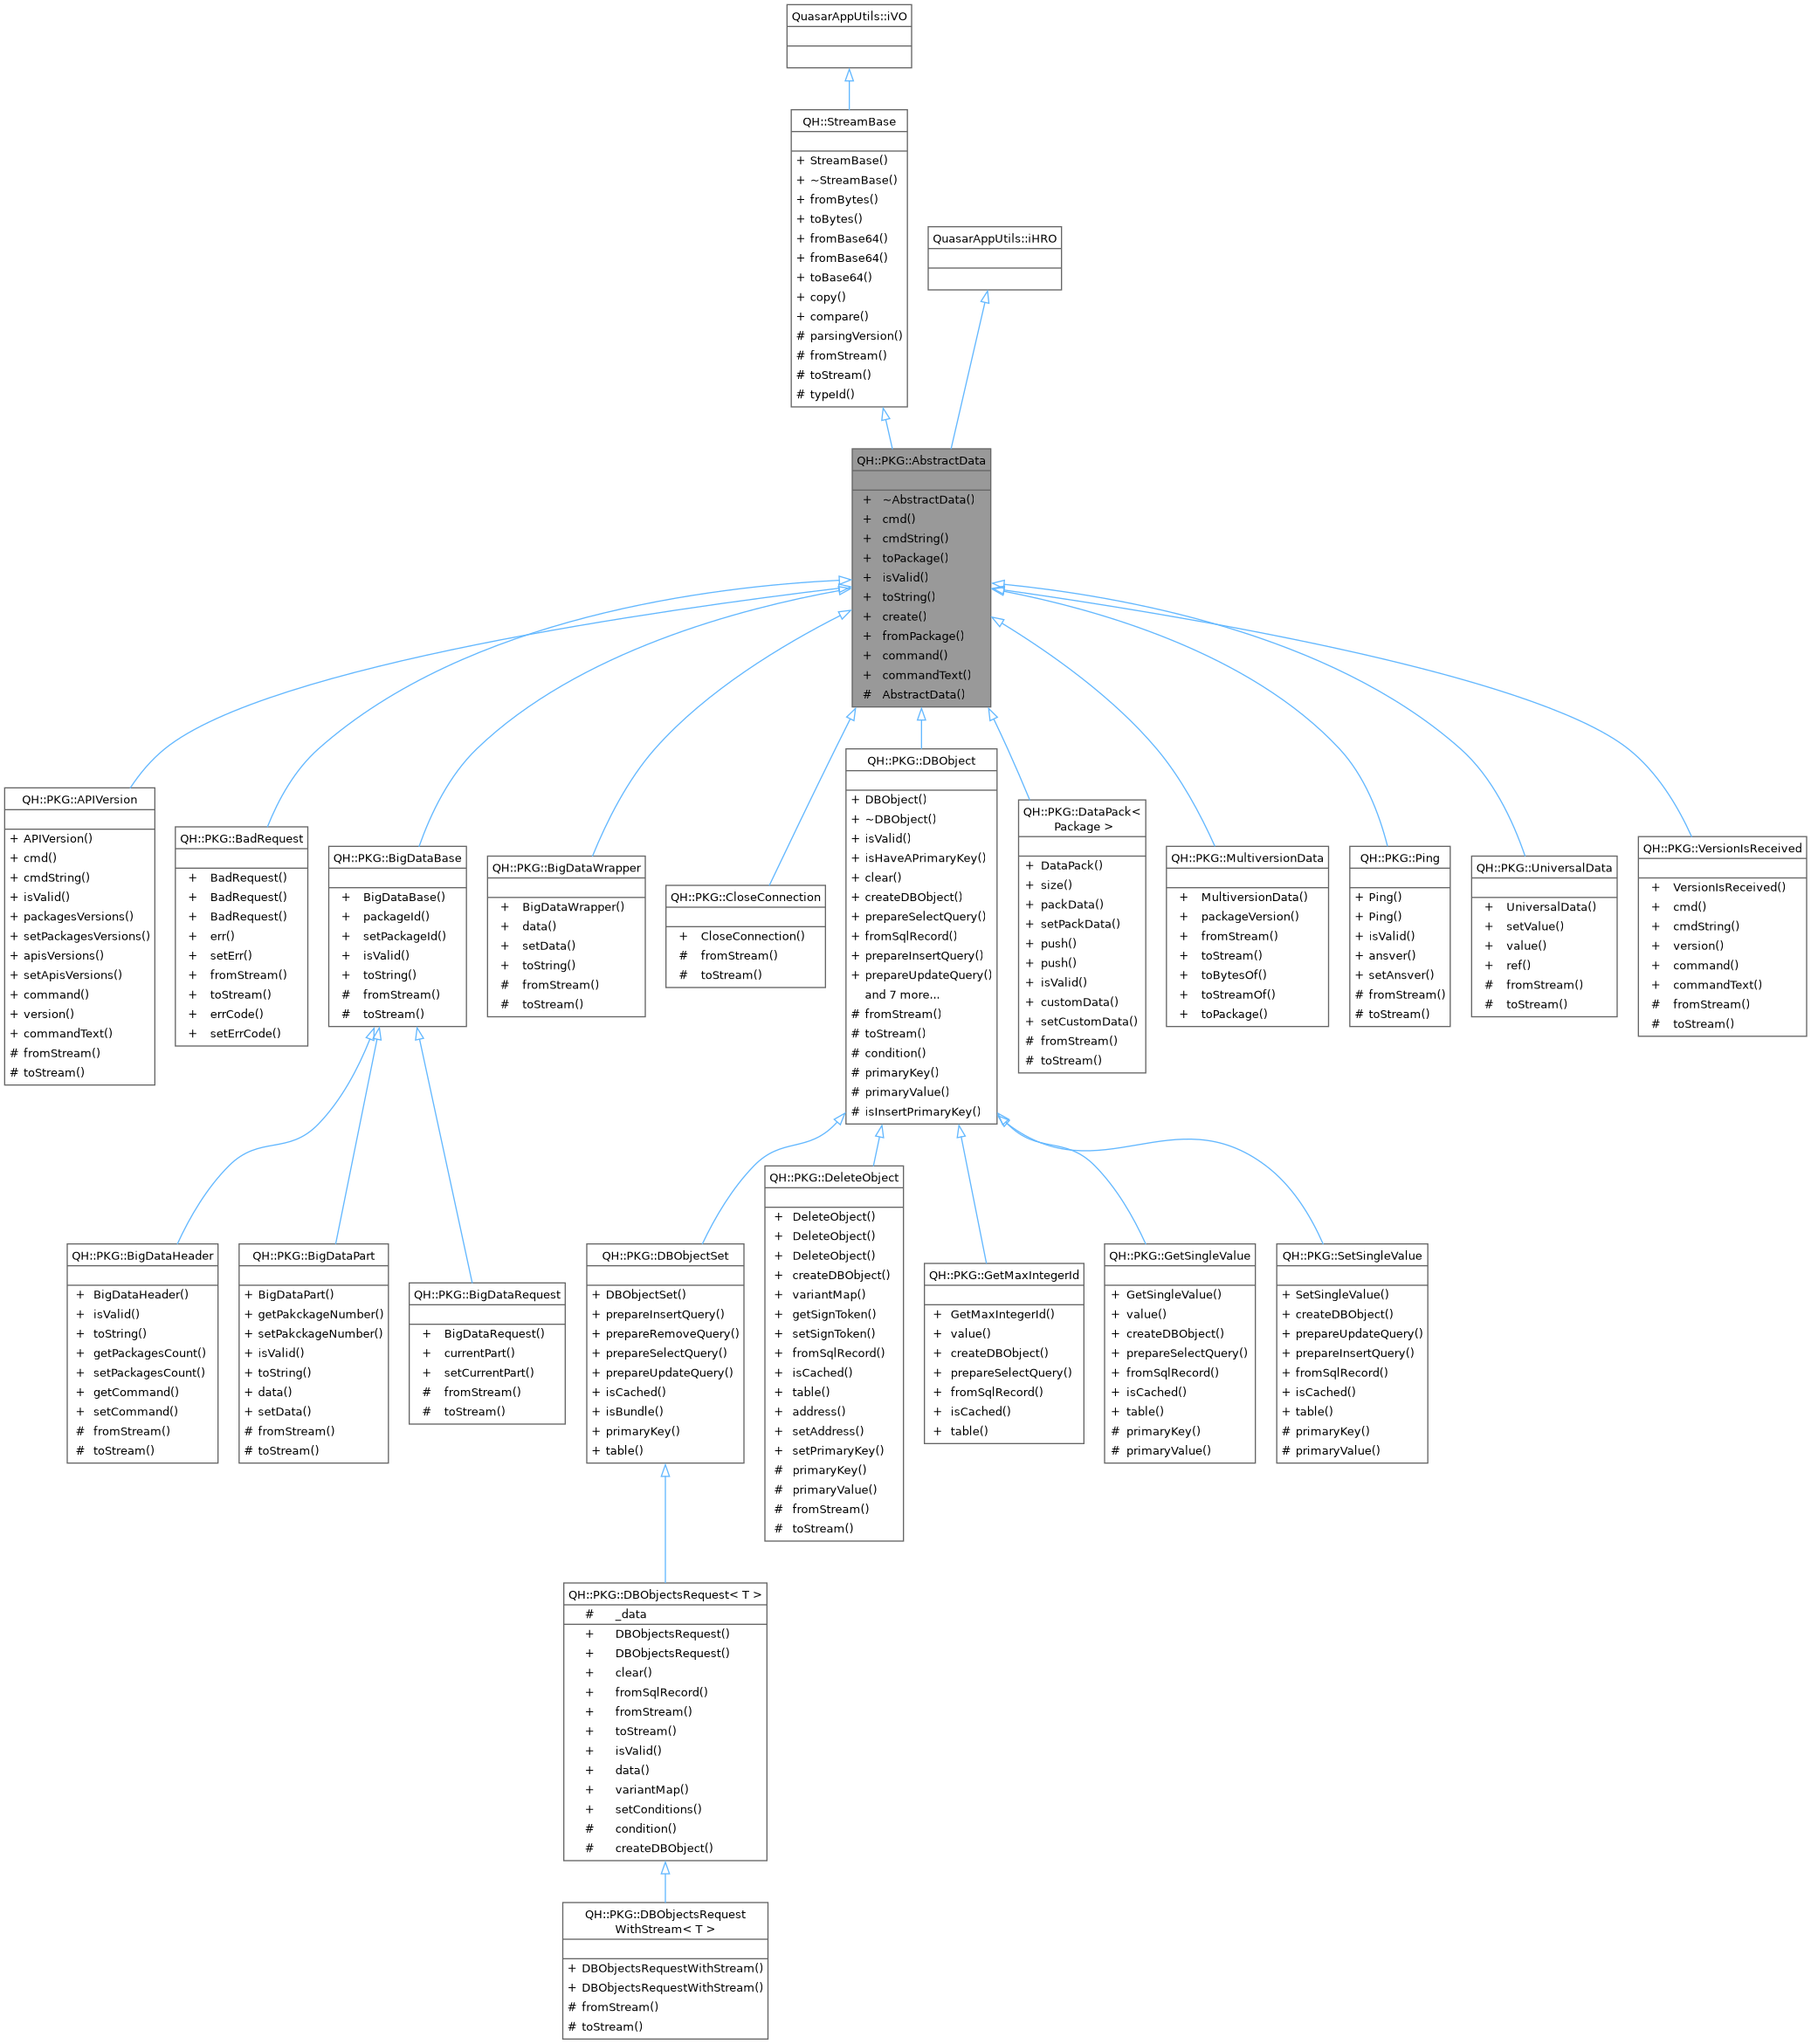 QuasarAppUtils::iVO
QH::StreamBase
+ StreamBase()
+ ~StreamBase()
+ fromBytes()
+ toBytes()
+ fromBase64()
+ fromBase64()
+ toBase64()
+ copy()
+ compare()
# parsingVersion()
# fromStream()
# toStream()
# typeId()
QuasarAppUtils::iHRO
QH::PKG::AbstractData
+ ~AbstractData()
+ cmd()
+ cmdString()
+ toPackage()
+ isValid()
+ toString()
+ create()
+ fromPackage()
+ command()
+ commandText()
# AbstractData()
QH::PKG::APIVersion
+ APIVersion()
+ cmd()
+ cmdString()
+ isValid()
+ packagesVersions()
+ setPackagesVersions()
+ apisVersions()
+ setApisVersions()
+ command()
+ version()
+ commandText()
# fromStream()
# toStream()
QH::PKG::BadRequest
+ BadRequest()
+ BadRequest()
+ BadRequest()
+ err()
+ setErr()
+ fromStream()
+ toStream()
+ errCode()
+ setErrCode()
QH::PKG::BigDataBase
+ BigDataBase()
+ packageId()
+ setPackageId()
+ isValid()
+ toString()
# fromStream()
# toStream()
QH::PKG::BigDataWrapper
+ BigDataWrapper()
+ data()
+ setData()
+ toString()
# fromStream()
# toStream()
QH::PKG::CloseConnection
+ CloseConnection()
# fromStream()
# toStream()
QH::PKG::DBObject
+ DBObject()
+ ~DBObject()
+ isValid()
+ isHaveAPrimaryKey()
+ clear()
+ createDBObject()
+ prepareSelectQuery()
+ fromSqlRecord()
+ prepareInsertQuery()
+ prepareUpdateQuery()
and 7 more...
# fromStream()
# toStream()
# condition()
# primaryKey()
# primaryValue()
# isInsertPrimaryKey()
QH::PKG::DataPack<
Package >
+ DataPack()
+ size()
+ packData()
+ setPackData()
+ push()
+ push()
+ isValid()
+ customData()
+ setCustomData()
# fromStream()
# toStream()
QH::PKG::MultiversionData
+ MultiversionData()
+ packageVersion()
+ fromStream()
+ toStream()
+ toBytesOf()
+ toStreamOf()
+ toPackage()
QH::PKG::Ping
+ Ping()
+ Ping()
+ isValid()
+ ansver()
+ setAnsver()
# fromStream()
# toStream()
QH::PKG::UniversalData
+ UniversalData()
+ setValue()
+ value()
+ ref()
# fromStream()
# toStream()
QH::PKG::VersionIsReceived
+ VersionIsReceived()
+ cmd()
+ cmdString()
+ version()
+ command()
+ commandText()
# fromStream()
# toStream()
QH::PKG::BigDataHeader
+ BigDataHeader()
+ isValid()
+ toString()
+ getPackagesCount()
+ setPackagesCount()
+ getCommand()
+ setCommand()
# fromStream()
# toStream()
QH::PKG::BigDataPart
+ BigDataPart()
+ getPakckageNumber()
+ setPakckageNumber()
+ isValid()
+ toString()
+ data()
+ setData()
# fromStream()
# toStream()
QH::PKG::BigDataRequest
+ BigDataRequest()
+ currentPart()
+ setCurrentPart()
# fromStream()
# toStream()
QH::PKG::DBObjectSet
+ DBObjectSet()
+ prepareInsertQuery()
+ prepareRemoveQuery()
+ prepareSelectQuery()
+ prepareUpdateQuery()
+ isCached()
+ isBundle()
+ primaryKey()
+ table()
QH::PKG::DeleteObject
+ DeleteObject()
+ DeleteObject()
+ DeleteObject()
+ createDBObject()
+ variantMap()
+ getSignToken()
+ setSignToken()
+ fromSqlRecord()
+ isCached()
+ table()
+ address()
+ setAddress()
+ setPrimaryKey()
# primaryKey()
# primaryValue()
# fromStream()
# toStream()
QH::PKG::GetMaxIntegerId
+ GetMaxIntegerId()
+ value()
+ createDBObject()
+ prepareSelectQuery()
+ fromSqlRecord()
+ isCached()
+ table()
QH::PKG::GetSingleValue
+ GetSingleValue()
+ value()
+ createDBObject()
+ prepareSelectQuery()
+ fromSqlRecord()
+ isCached()
+ table()
# primaryKey()
# primaryValue()
QH::PKG::SetSingleValue
+ SetSingleValue()
+ createDBObject()
+ prepareUpdateQuery()
+ prepareInsertQuery()
+ fromSqlRecord()
+ isCached()
+ table()
# primaryKey()
# primaryValue()
QH::PKG::DBObjectsRequest< T >
# _data
+ DBObjectsRequest()
+ DBObjectsRequest()
+ clear()
+ fromSqlRecord()
+ fromStream()
+ toStream()
+ isValid()
+ data()
+ variantMap()
+ setConditions()
# condition()
# createDBObject()
QH::PKG::DBObjectsRequest
WithStream< T >
+ DBObjectsRequestWithStream()
+ DBObjectsRequestWithStream()
# fromStream()
# toStream()